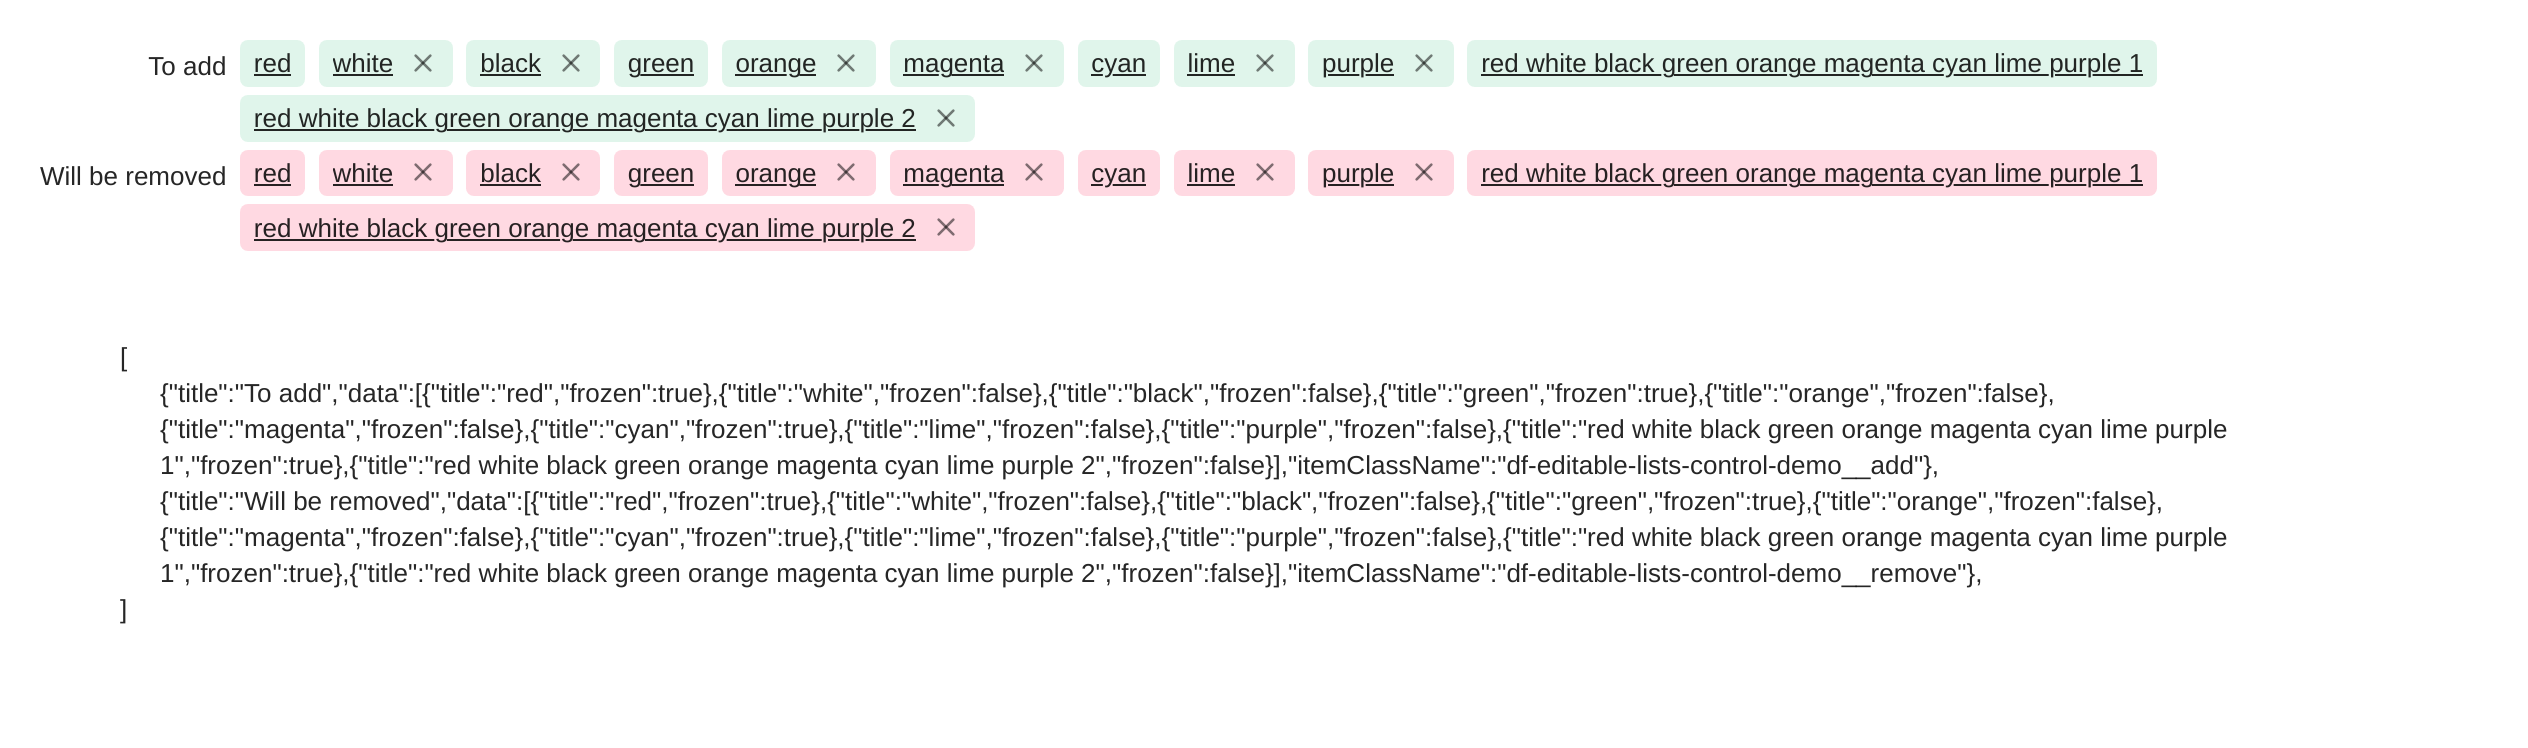 To add red white black green orange magenta cyan lime purple red white black green orange magenta cyan lime purple 1
red white black green orange magenta cyan lime purple 2
Will be removed red white black green orange magenta cyan lime purple red white black green orange magenta cyan lime purple 1
red white black green orange magenta cyan lime purple 2
[
{"title":"To add","data":[{"title":"red","frozen":true},{"title":"white","frozen":false},{"title":"black","frozen":false},{"title":"green","frozen":true},{"title":"orange","frozen":false},
{"title":"magenta","frozen":false},{"title":"cyan","frozen":true},{"title":"lime","frozen":false},{"title":"purple","frozen":false},{"title":"red white black green orange magenta cyan lime purple
1","frozen":true},{"title":"red white black green orange magenta cyan lime purple 2","frozen":false}],"itemClassName":"df-editable-lists-control-demo__add"},
{"title":"Will be removed","data":[{"title":"red","frozen":true},{"title":"white","frozen":false},{"title":"black","frozen":false},{"title":"green","frozen":true},{"title":"orange","frozen":false},
{"title":"magenta","frozen":false},{"title":"cyan","frozen":true},{"title":"lime","frozen":false},{"title":"purple","frozen":false},{"title":"red white black green orange magenta cyan lime purple
1","frozen":true},{"title":"red white black green orange magenta cyan lime purple 2","frozen":false}],"itemClassName":"df-editable-lists-control-demo__remove"},
]